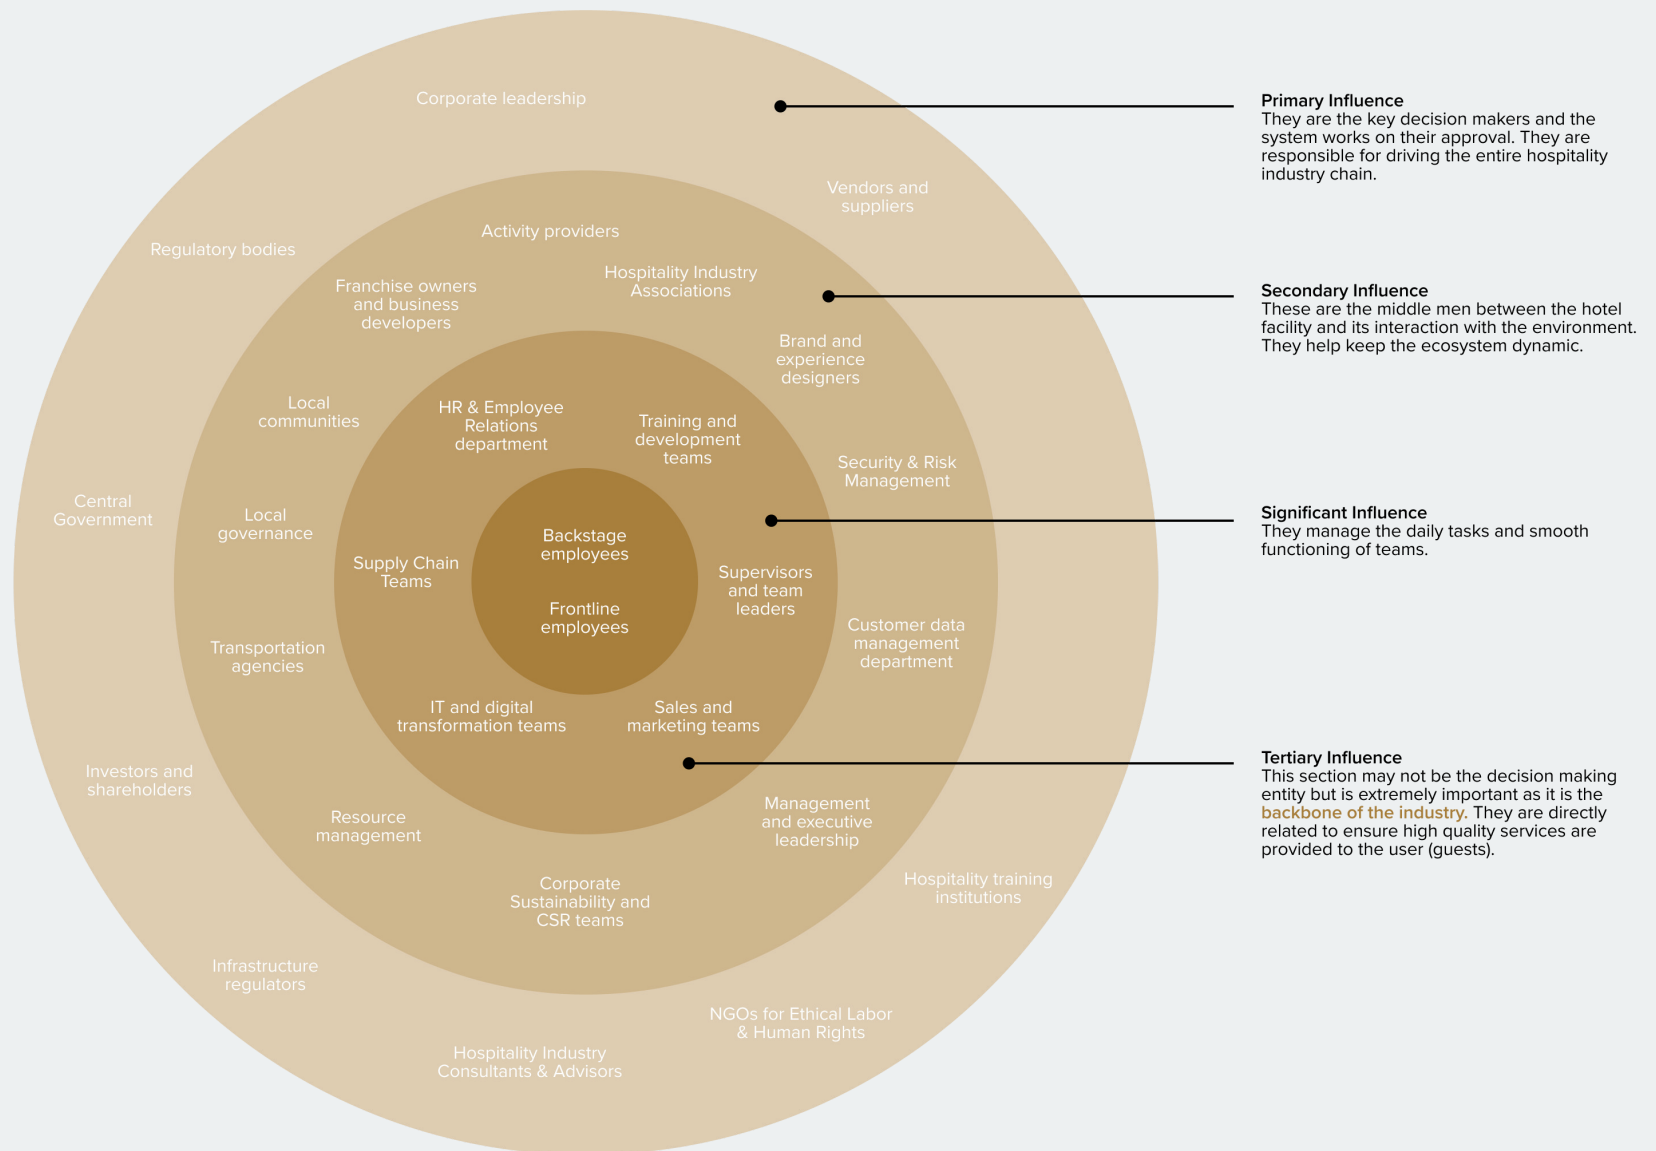 Corporate leadership
Vendors and
suppliers
Regulatory bodies
Activity providers
Hospitality Industry
Associations
Franchise owners
and business
developers
Brand and
experience
designers
Local
communities
HR & Employee
Relations
department
Training and
development
teams
Security & Risk
Management
Central
Government
Local
governance
Backstage
employees
Supply Chain
Teams
Supervisors
and team
leaders
Frontline
employees
Customer data
management
department
Transportation
agencies
IT and digital
transformation teams
Sales and
marketing teams
Investors and
shareholders
Resource
management
Management
and executive
leadership
Corporate
Sustainability and
CSR teams
Hospitality training
institutions
Infrastructure
regulators
NGOs for Ethical Labor
& Human Rights
Hospitality Industry
Consultants & Advisors
Primary Influence
They are the key decision makers and the
system works on their approval. They are
responsible for driving the entire hospitality
industry chain.
Secondary Influence
These are the middle men between the hotel
facility and its interaction with the environment.
They help keep the ecosystem dynamic.
Significant Influence
They manage the daily tasks and smooth
functioning of teams.
Tertiary Influence
This section may not be the decision making
entity but is extremely important as it is the
backbone of the industry. They are directly
related to ensure high quality services are
provided to the user (guests).